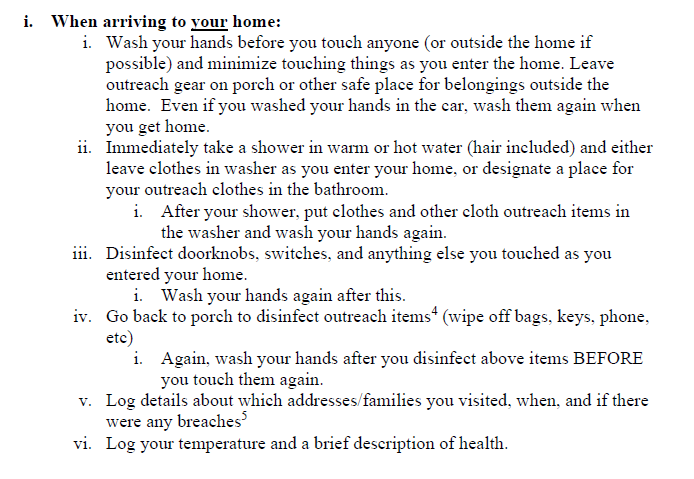 i. When arriving to your home:
i. Wash your hands before you touch anyone (or outside the home if
possible) and minimize touching things as you enter the home. Leave
outreach gear on porch or other safe place for belongings outside the
home.  Even if you washed your hands in the car, wash them again when
you get home.
ii. Immediately take a shower in warm or hot water (hair included) and either
leave clothes in washer as you enter your home, or designate a place for
your outreach clothes in the bathroom.
i. After your shower, put clothes and other cloth outreach items in
the washer and wash your hands again.
iii. Disinfect doorknobs, switches, and anything else you touched as you
entered your home.
i. Wash your hands again after this.
iv. Go back to porch to disinfect outreach items⁴ (wipe off bags, keys, phone,
etc)
i. Again, wash your hands after you disinfect above items BEFORE
you touch them again.
v. Log details about which addresses/families you visited, when, and if there
were any breaches⁵
vi. Log your temperature and a brief description of health.